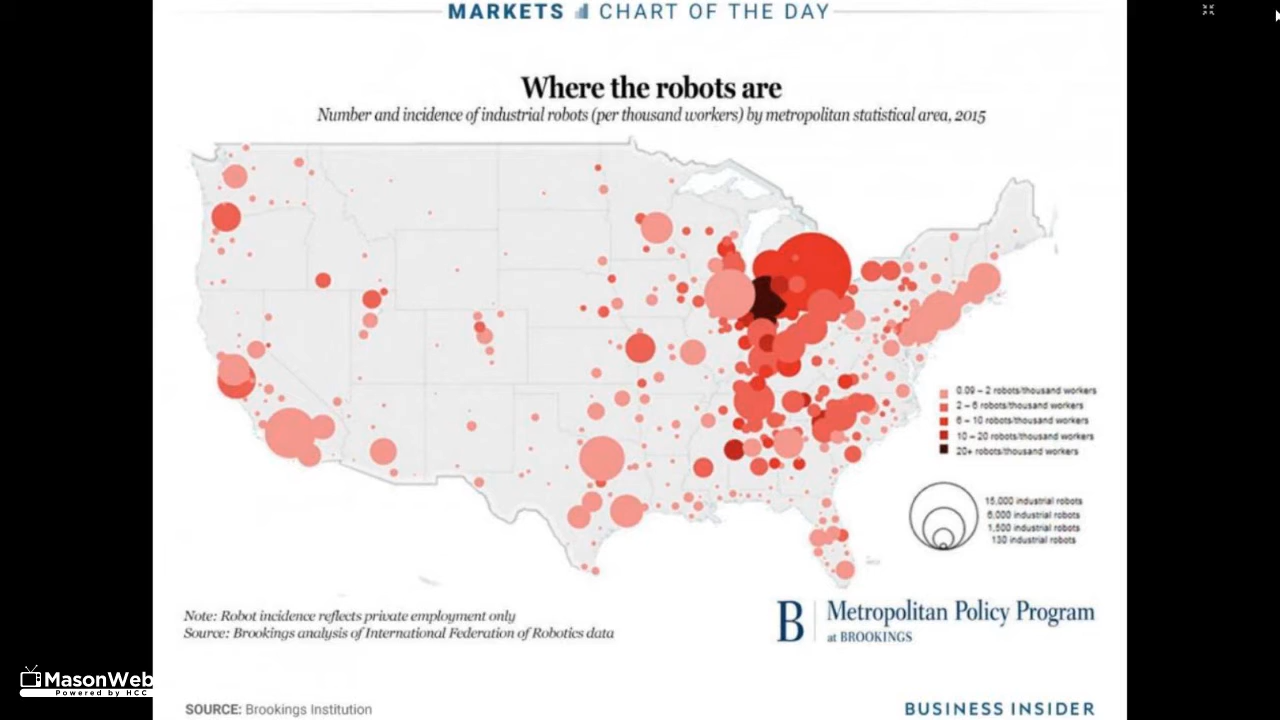 MARKETS CHART OF THE DAY
Where the robots are
Number and incidence of industrial robots (per thousand workers) by metropolitan statistical area, 2015
0.09 – 2 robots/thousand workers
2 – 6 robots/thousand workers
6 – 10 robots/thousand workers
10 – 20 robots/thousand workers
20+ robots/thousand workers
15,000 industrial robots
6,000 industrial robots
1,500 industrial robots
130 industrial robots
Note: Robot incidence reflects private employment only
Source: Brookings analysis of International Federation of Robotics data
B Metropolitan Policy Program
at BROOKINGS
MasonWeb
Powered by HCC
SOURCE: Brookings Institution
BUSINESS INSIDER